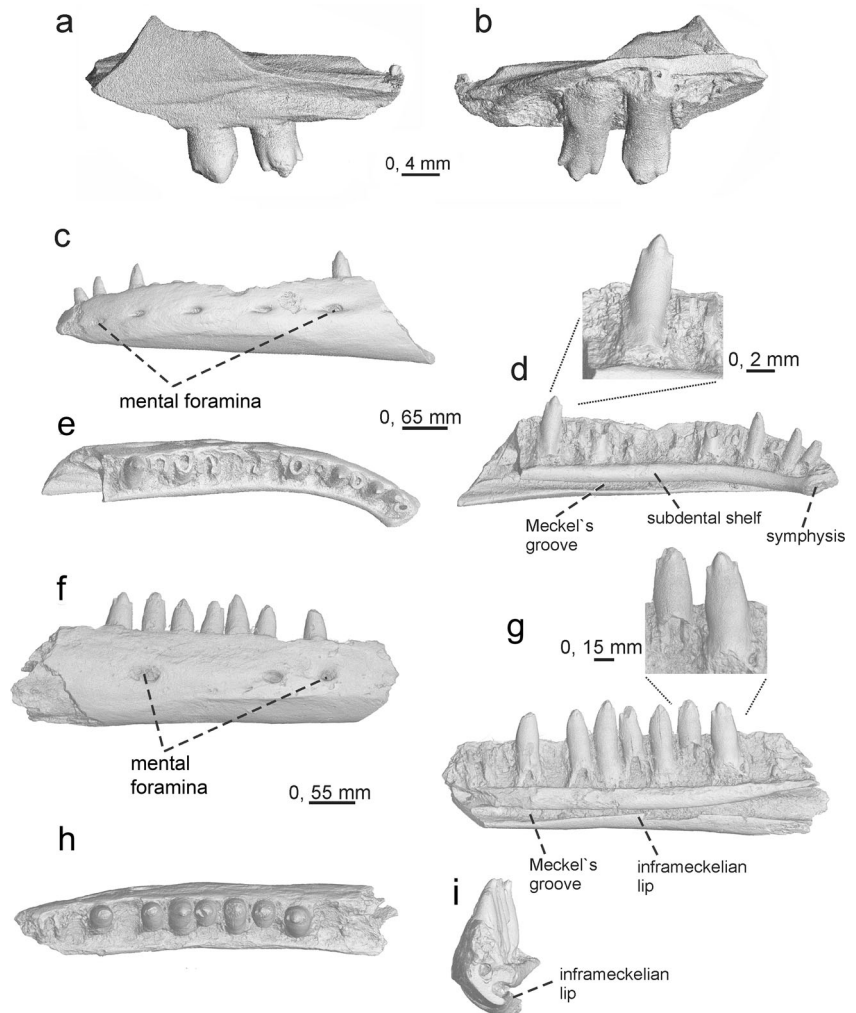 a
b
0, 4 mm
c
mental foramina
0, 65 mm
0, 2 mm
d
Meckel`s
groove
subdental shelf
symphysis
e
f
mental
foramina
0, 55 mm
g
0, 15 mm
Meckel`s
groove
inframeckelian
lip
h
i
inframeckelian
lip